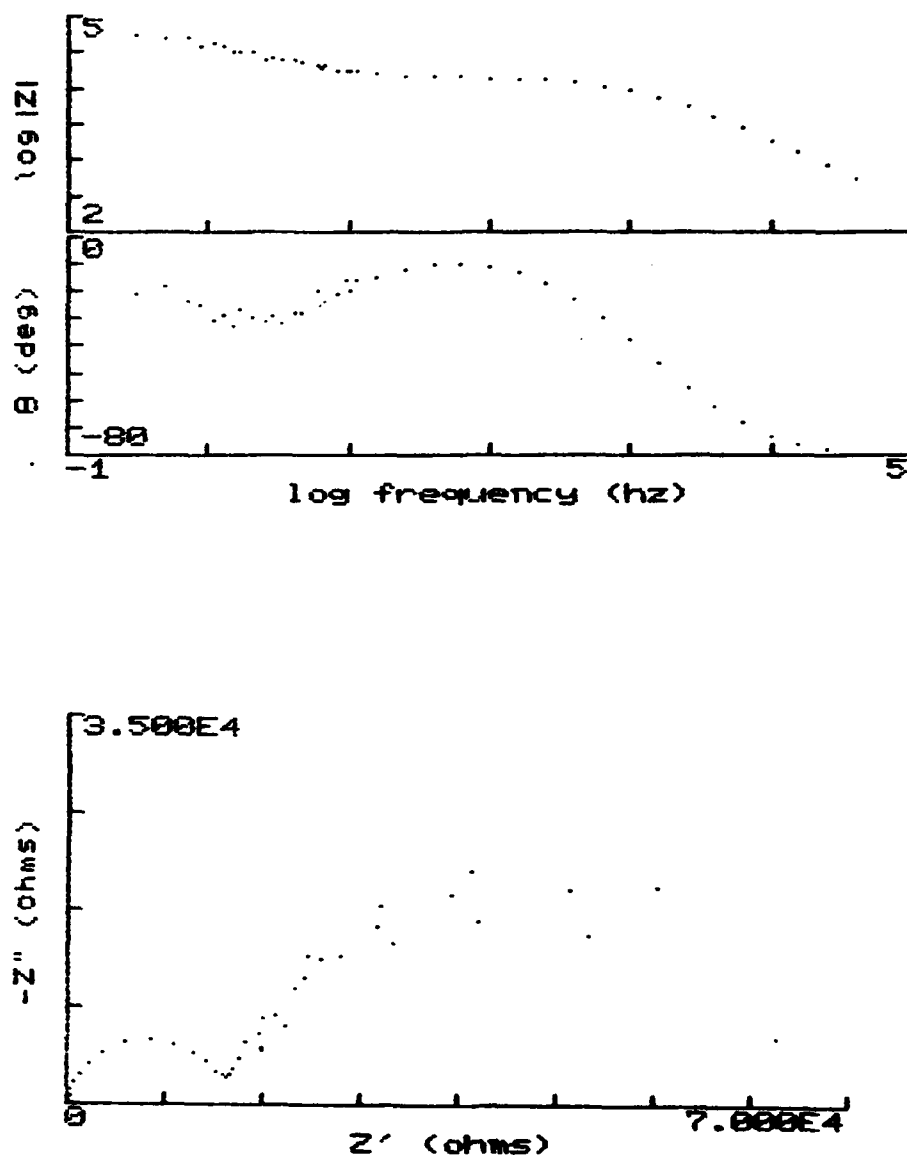 5
log |Z|
2
0
θ (deg)
-80
-1
5
log frequency (hz)
3.500E4
-Z" (ohms)
0
7.000E4
Z′ (ohms)